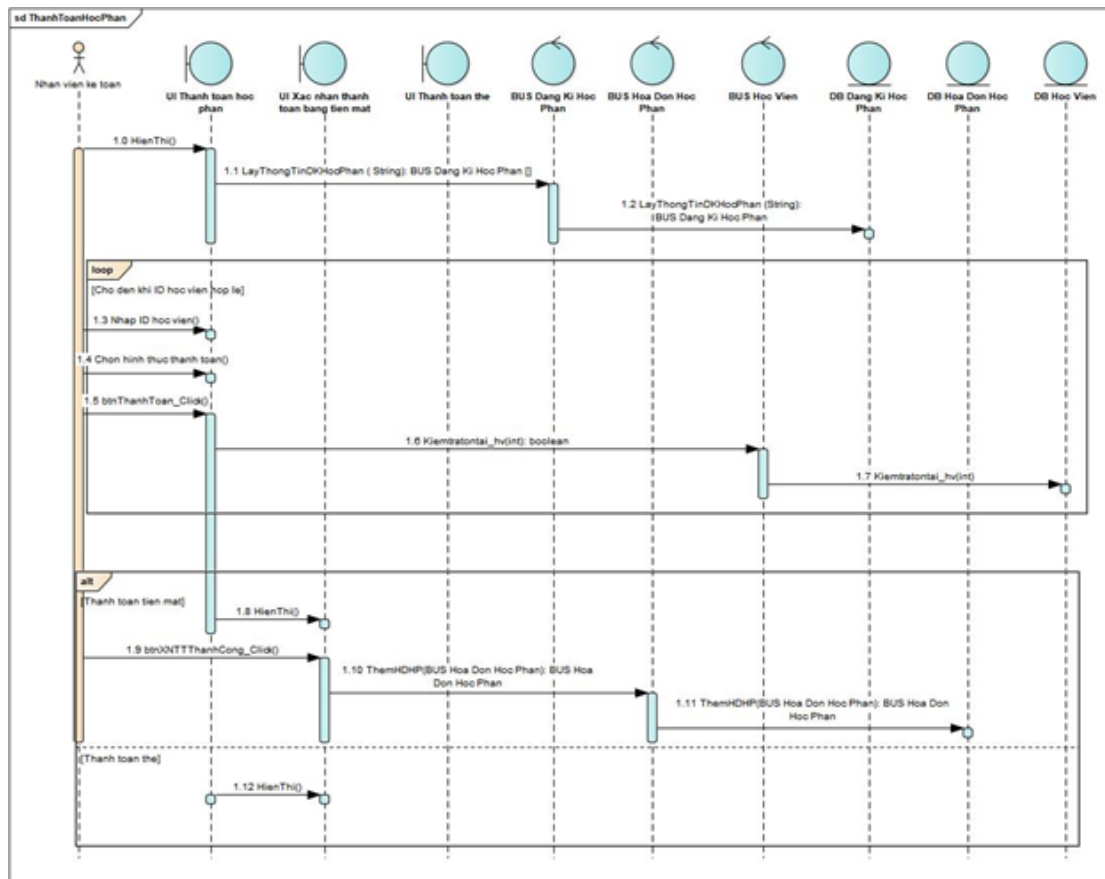 sd ThanhToanHocPhan
Nhan vien ke toan
UI Thanh toan hoc
phan
UI Xac nhan thanh
toan bang tien mat
UI Thanh toan the
BUS Dang Ki Hoc
Phan
BUS Hoa Don Hoc
Phan
BUS Hoc Vien
DB Dang Ki Hoc
Phan
DB Hoa Don Hoc
Phan
DB Hoc Vien
1.0 HienThi()
1.1 LayThongTinDKHocPhan ( String): BUS Dang Ki Hoc Phan []
1.2 LayThongTinDKHocPhan (String):
BUS Dang Ki Hoc Phan
loop
[Cho den khi ID hoc vien hop le]
1.3 Nhap ID hoc vien()
1.4 Chon hinh thuc thanh toan()
1.5 btnThanhToan_Click()
1.6 Kiemtratontai_hv(int): boolean
1.7 Kiemtratontai_hv(int)
alt
[Thanh toan tien mat]
1.8 HienThi()
1.9 btnXNTTThanhCong_Click()
1.10 ThemHDHP(BUS Hoa Don Hoc Phan): BUS Hoa
Don Hoc Phan
1.11 ThemHDHP(BUS Hoa Don Hoc Phan): BUS Hoa Don
Hoc Phan
[Thanh toan the]
1.12 HienThi()